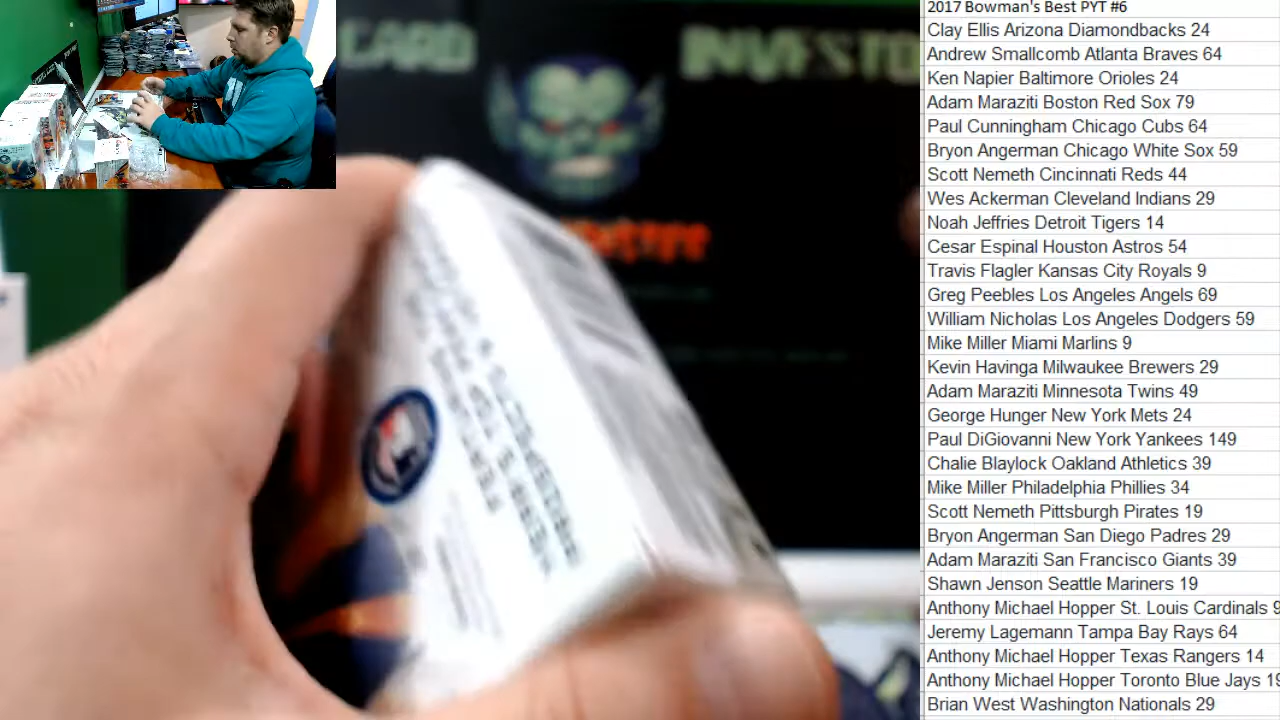 CARD
INVESTO
2017 Bowman's Best PYT #6
Clay Ellis Arizona Diamondbacks 24
Andrew Smallcomb Atlanta Braves 64
Ken Napier Baltimore Orioles 24
Adam Maraziti Boston Red Sox 79
Paul Cunningham Chicago Cubs 64
Bryon Angerman Chicago White Sox 59
Scott Nemeth Cincinnati Reds 44
Wes Ackerman Cleveland Indians 29
Noah Jeffries Detroit Tigers 14
Cesar Espinal Houston Astros 54
Travis Flagler Kansas City Royals 9
Greg Peebles Los Angeles Angels 69
William Nicholas Los Angeles Dodgers 59
Mike Miller Miami Marlins 9
Kevin Havinga Milwaukee Brewers 29
Adam Maraziti Minnesota Twins 49
George Hunger New York Mets 24
Paul DiGiovanni New York Yankees 149
Chalie Blaylock Oakland Athletics 39
Mike Miller Philadelphia Phillies 34
Scott Nemeth Pittsburgh Pirates 19
Bryon Angerman San Diego Padres 29
Adam Maraziti San Francisco Giants 39
Shawn Jenson Seattle Mariners 19
Anthony Michael Hopper St. Louis Cardinals 9
Jeremy Lagemann Tampa Bay Rays 64
Anthony Michael Hopper Texas Rangers 14
Anthony Michael Hopper Toronto Blue Jays 19
Brian West Washington Nationals 29